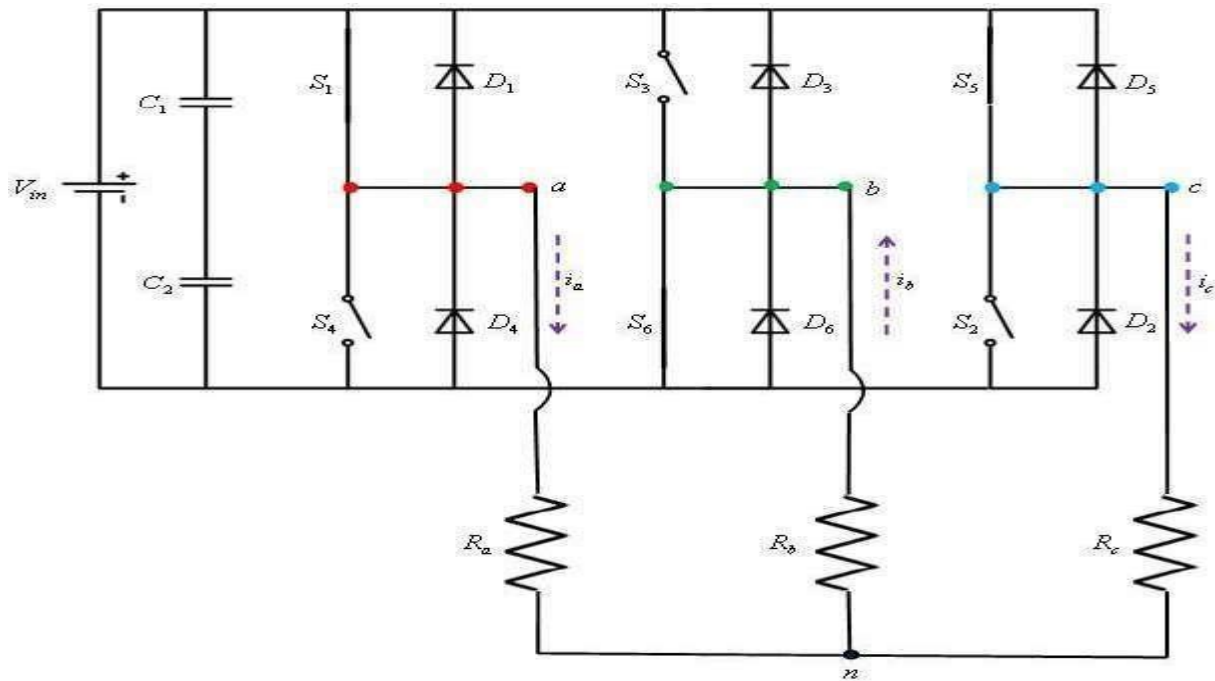 S1 D1 S3 D3 S5 D5
C1
Vin + - a b c
C2 ia ib ic
S4 D4 S6 D6 S2 D2
Ra Rb Rc
n